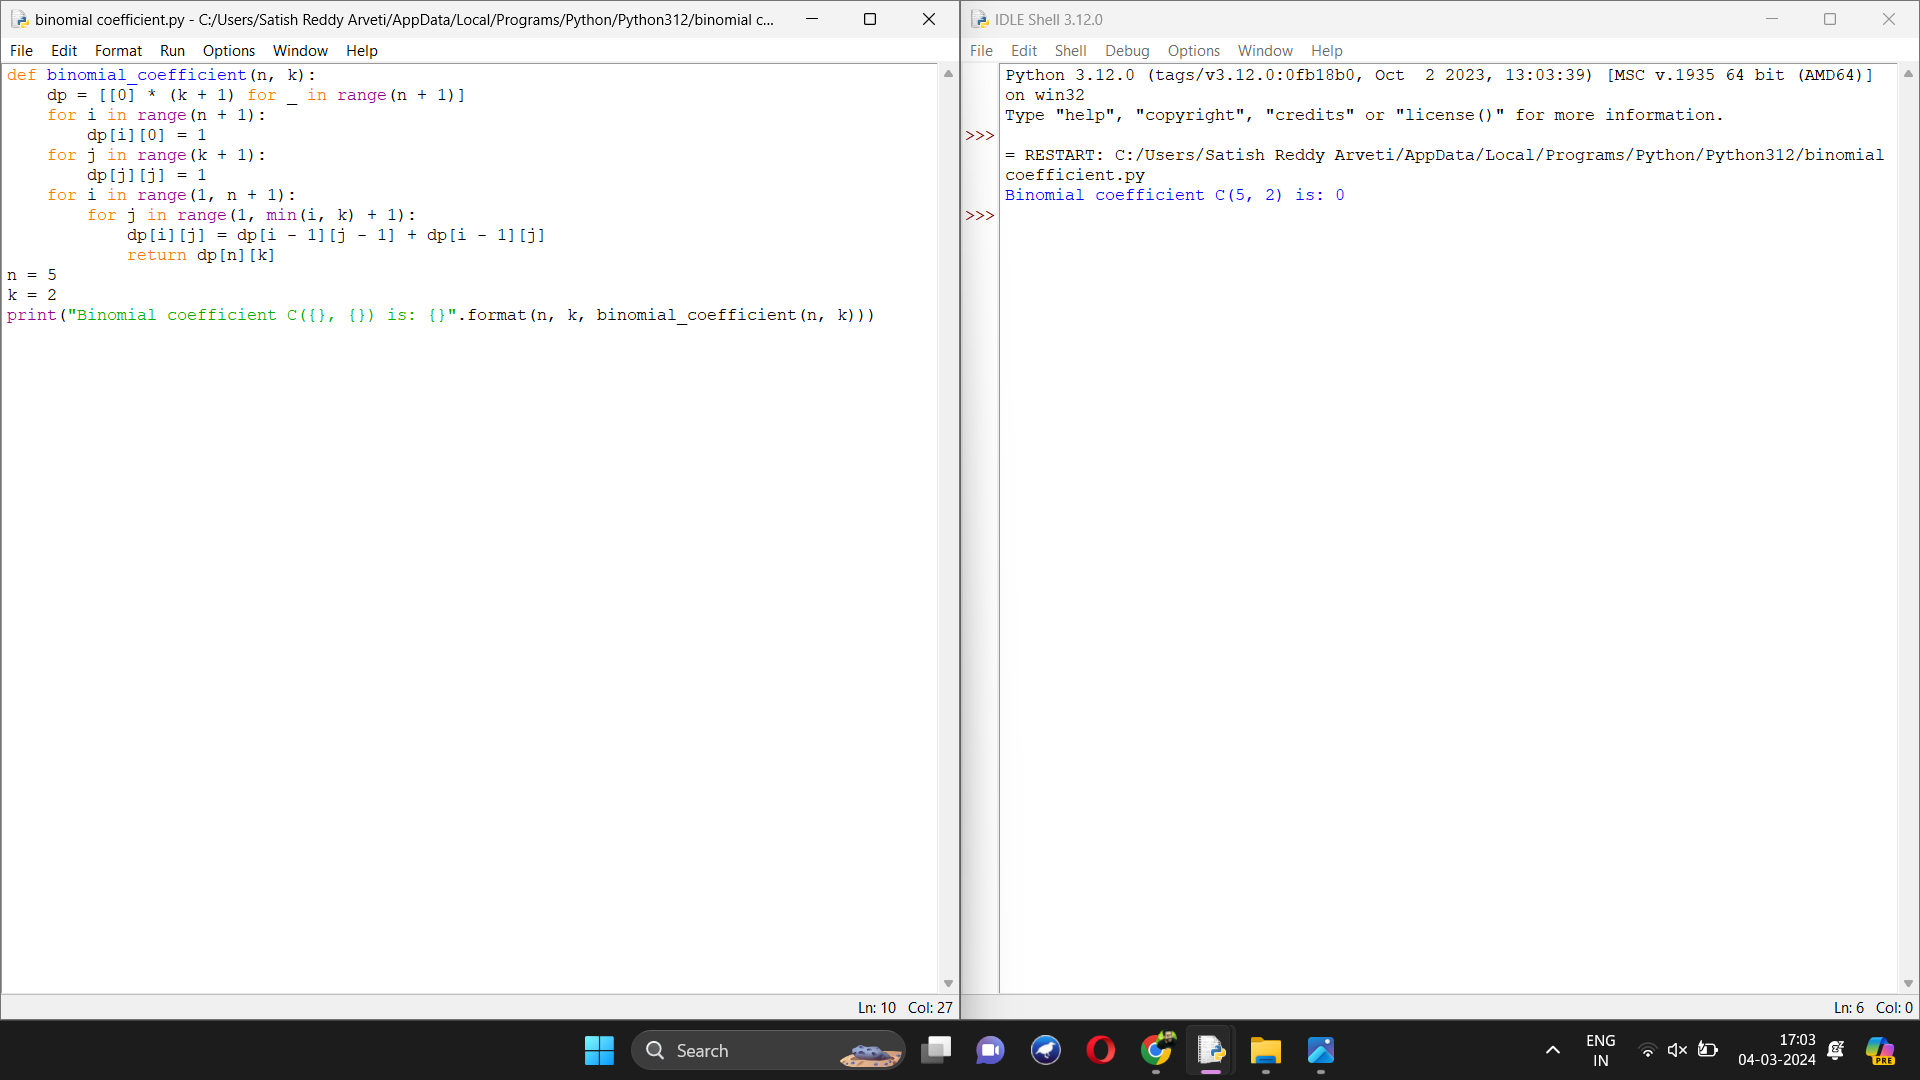 binomial coefficient.py - C:/Users/Satish Reddy Arveti/AppData/Local/Programs/Python/Python312/binomial c...
File Edit Format Run Options Window Help
def binomial_coefficient(n, k):
    dp = [[0] * (k + 1) for _ in range(n + 1)]
    for i in range(n + 1):
        dp[i][0] = 1
    for j in range(k + 1):
        dp[j][j] = 1
    for i in range(1, n + 1):
        for j in range(1, min(i, k) + 1):
            dp[i][j] = dp[i - 1][j - 1] + dp[i - 1][j]
            return dp[n][k]
n = 5
k = 2
print("Binomial coefficient C({}, {}) is: {}".format(n, k, binomial_coefficient(n, k)))
Ln: 10 Col: 27
IDLE Shell 3.12.0
File Edit Shell Debug Options Window Help
Python 3.12.0 (tags/v3.12.0:0fb18b0, Oct  2 2023, 13:03:39) [MSC v.1935 64 bit (AMD64)]
on win32
Type "help", "copyright", "credits" or "license()" for more information.
>>>
= RESTART: C:/Users/Satish Reddy Arveti/AppData/Local/Programs/Python/Python312/binomial
coefficient.py
Binomial coefficient C(5, 2) is: 0
>>>
Ln: 6 Col: 0
Search
ENG
IN
17:03
04-03-2024
PRE